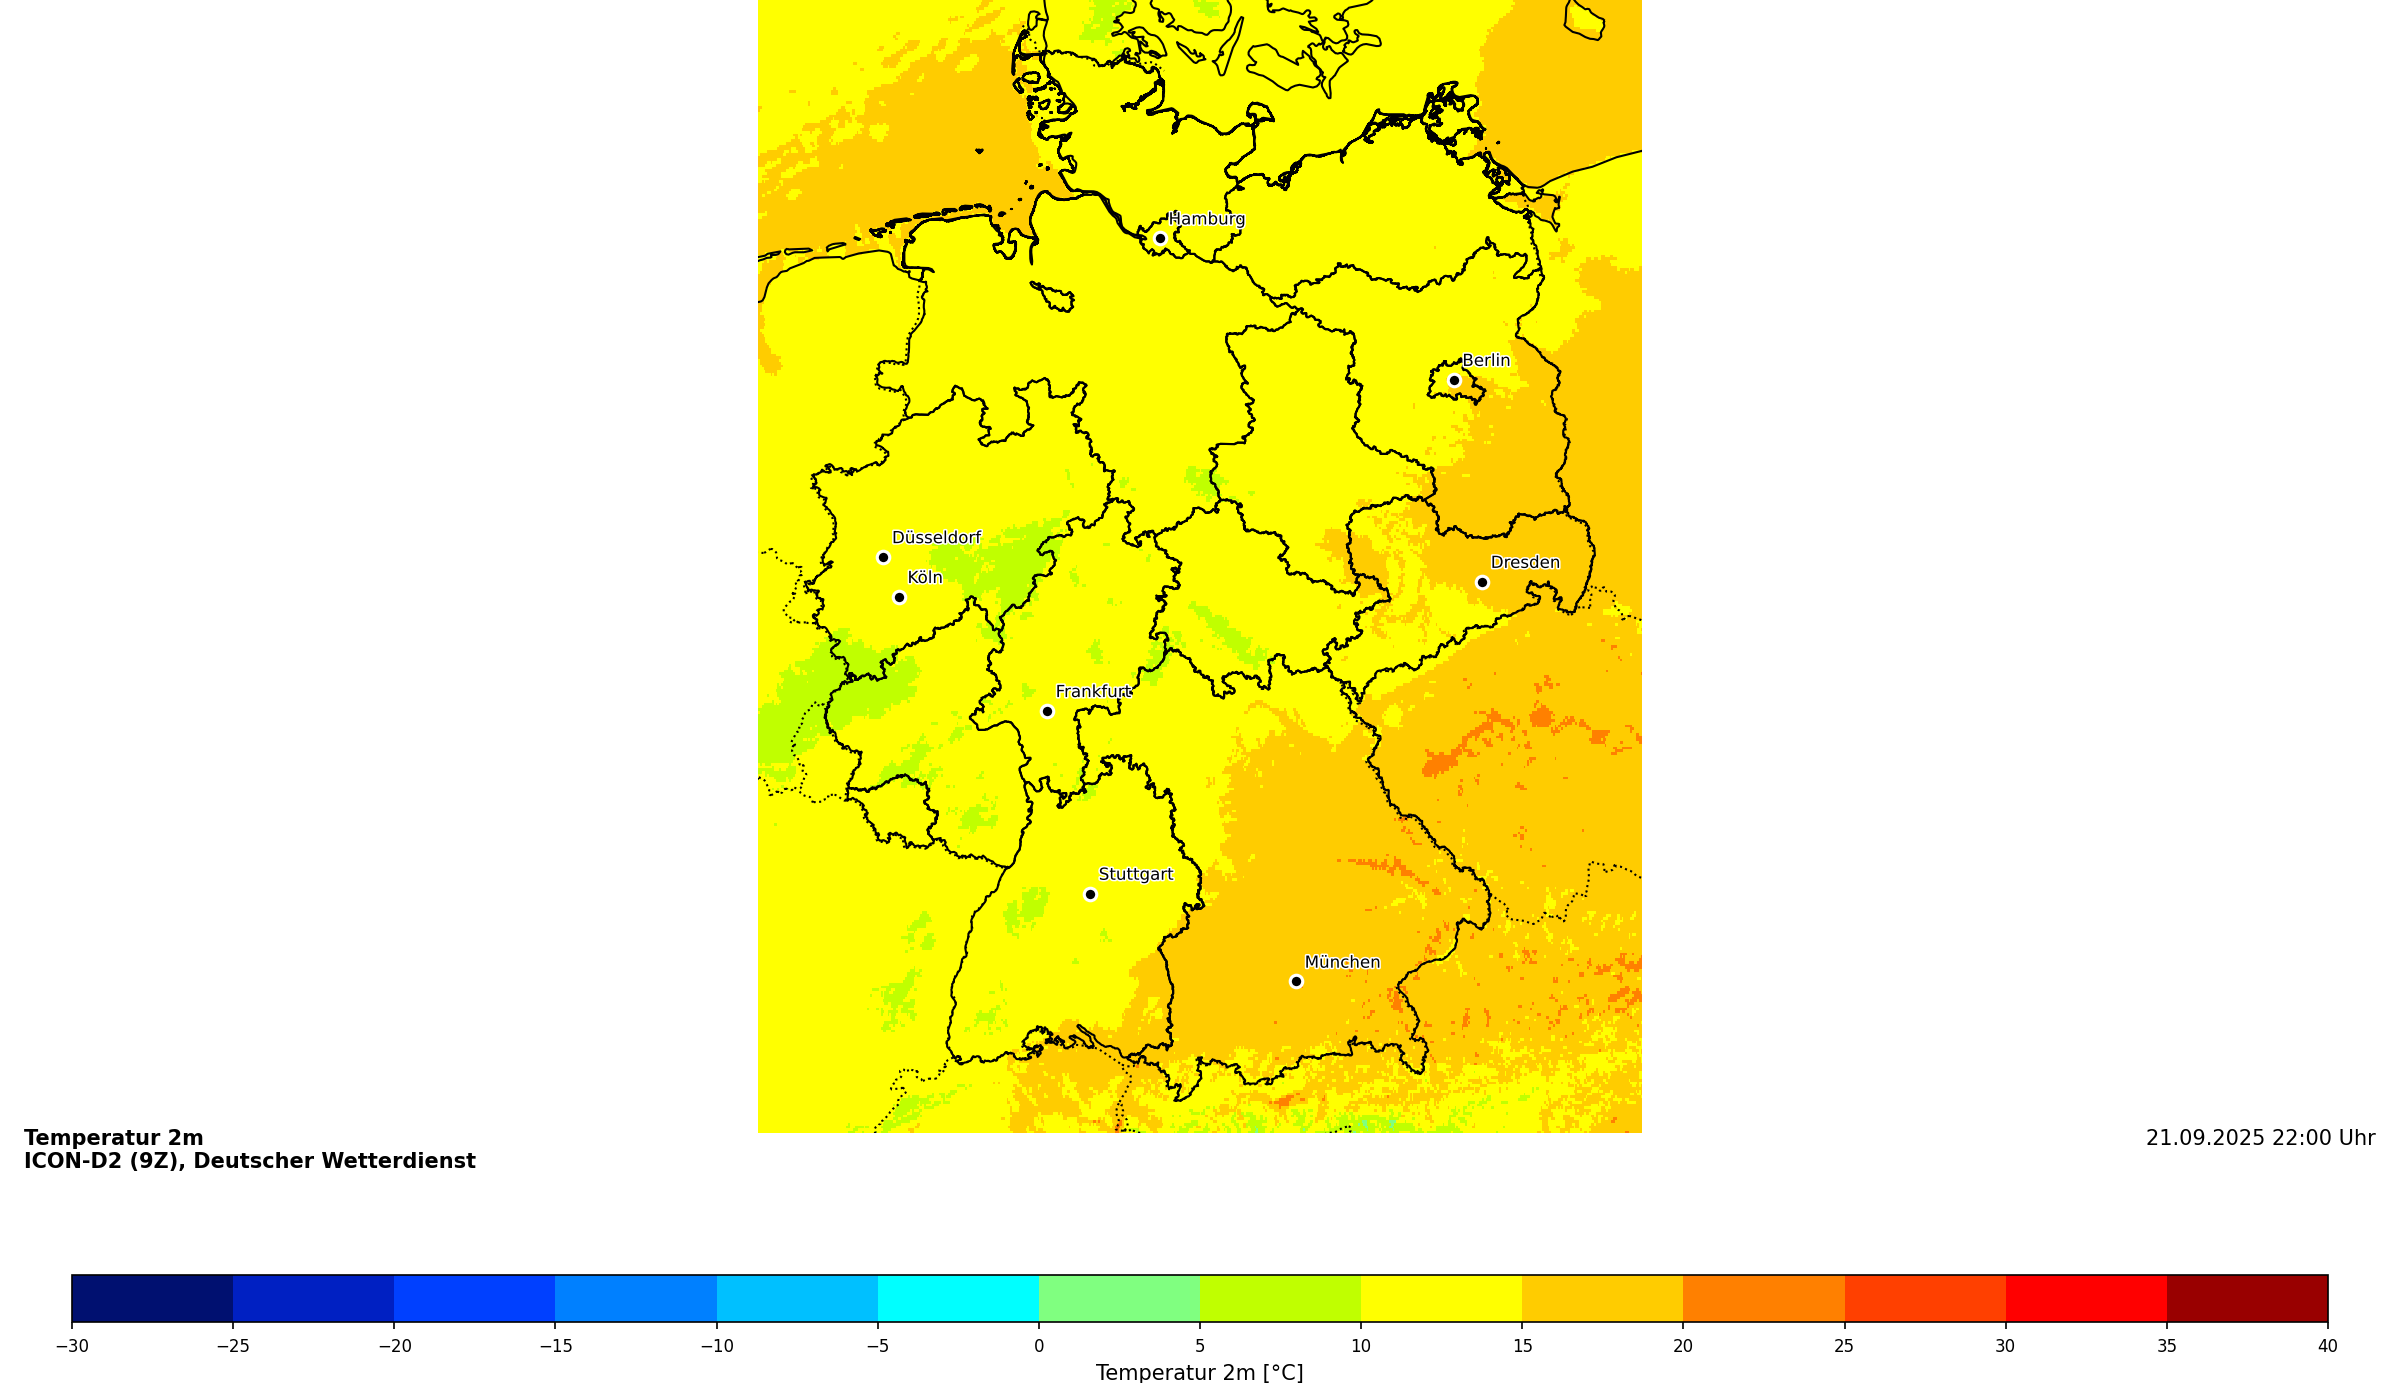 Hamburg
Berlin
Düsseldorf
Dresden
Köln
Frankfurt
Stuttgart
München
Temperatur 2m
21.09.2025 22:00 Uhr
ICON-D2 (9Z), Deutscher Wetterdienst
−30 −25 −20 −15 −10 −5 0 5 10 15 20 25 30 35 40
Temperatur 2m [°C]